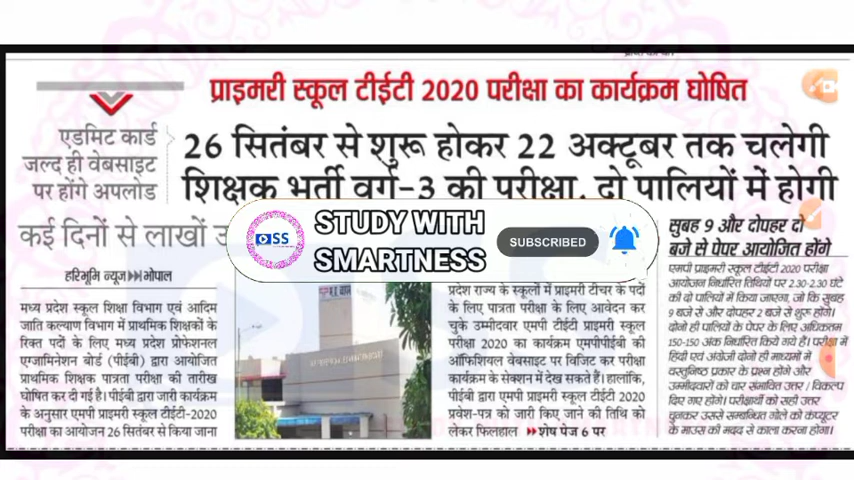 प्राइमरी स्कूल टीईटी 2020 परीक्षा का कार्यक्रम घोषित
एडमिट कार्ड
जल्द ही वेबसाइट
पर होंगे अपलोड
26 सितंबर से शुरू होकर 22 अक्टूबर तक चलेगी
शिक्षक भर्ती वर्ग-3 की परीक्षा, दो पालियों में होगी
कई दिनों से लाखों
SS
STUDY WITH
SMARTNESS
SUBSCRIBED
हरिभूमि न्यूज भोपाल
मध्य प्रदेश स्कूल शिक्षा विभाग एवं आदिम
जाति कल्याण विभाग में प्राथमिक शिक्षकों के
रिक्त पदों के लिए मध्य प्रदेश प्रोफेशनल
एग्जामिनेशन बोर्ड (पीईबी) द्वारा आयोजित
प्राथमिक शिक्षक पात्रता परीक्षा की तारीख
घोषित कर दी गई है। पीईबी द्वारा जारी कार्यक्रम
के अनुसार एमपी प्राइमरी स्कूल टीईटी-2020
परीक्षा का आयोजन 26 सितंबर से किया जाना
प्रदेश राज्य के स्कूलों में प्राइमरी टीचर के पदों
के लिए पात्रता परीक्षा के लिए आवेदन कर
चुके उम्मीदवार एमपी टीईटी प्राइमरी स्कूल
परीक्षा 2020 का कार्यक्रम एमपीपीईबी की
ऑफिशियल वेबसाइट पर विजिट कर परीक्षा
कार्यक्रम के सेक्शन में देख सकते हैं। हालांकि,
पीईबी द्वारा एमपी प्राइमरी स्कूल टीईटी 2020
प्रवेश-पत्र को जारी किए जाने की तिथि को
लेकर फिलहाल शेष पेज 6 पर
सुबह 9 और दोपहर दो
बजे से पेपर आयोजित होंगे
एमपी प्राइमरी स्कूल टीईटी 2020 परीक्षा
आयोजन निर्धारित तिथियों पर 2.30-2.30 घंटे
की दो पालियों में किया जाएगा, जो कि सुबह
9 बजे से और दोपहर 2 बजे से शुरू होंगे।
दोनों ही पालियों के पेपर के लिए अधिकतम
150-150 अंक निर्धारित किये गये हैं। परीक्षा में
हिंदी एवं अंग्रेजी दोनों ही माध्यमों में
वस्तुनिष्ठ प्रकार के प्रश्न होंगे और
उम्मीदवारों को चार संभावित उत्तर / विकल्प
दिए गए होंगे। परीक्षार्थी को सही उत्तर
चुनकर उससे सम्बन्धित गोले को कंप्यूटर
के माउस की मदद से काला करना होगा।